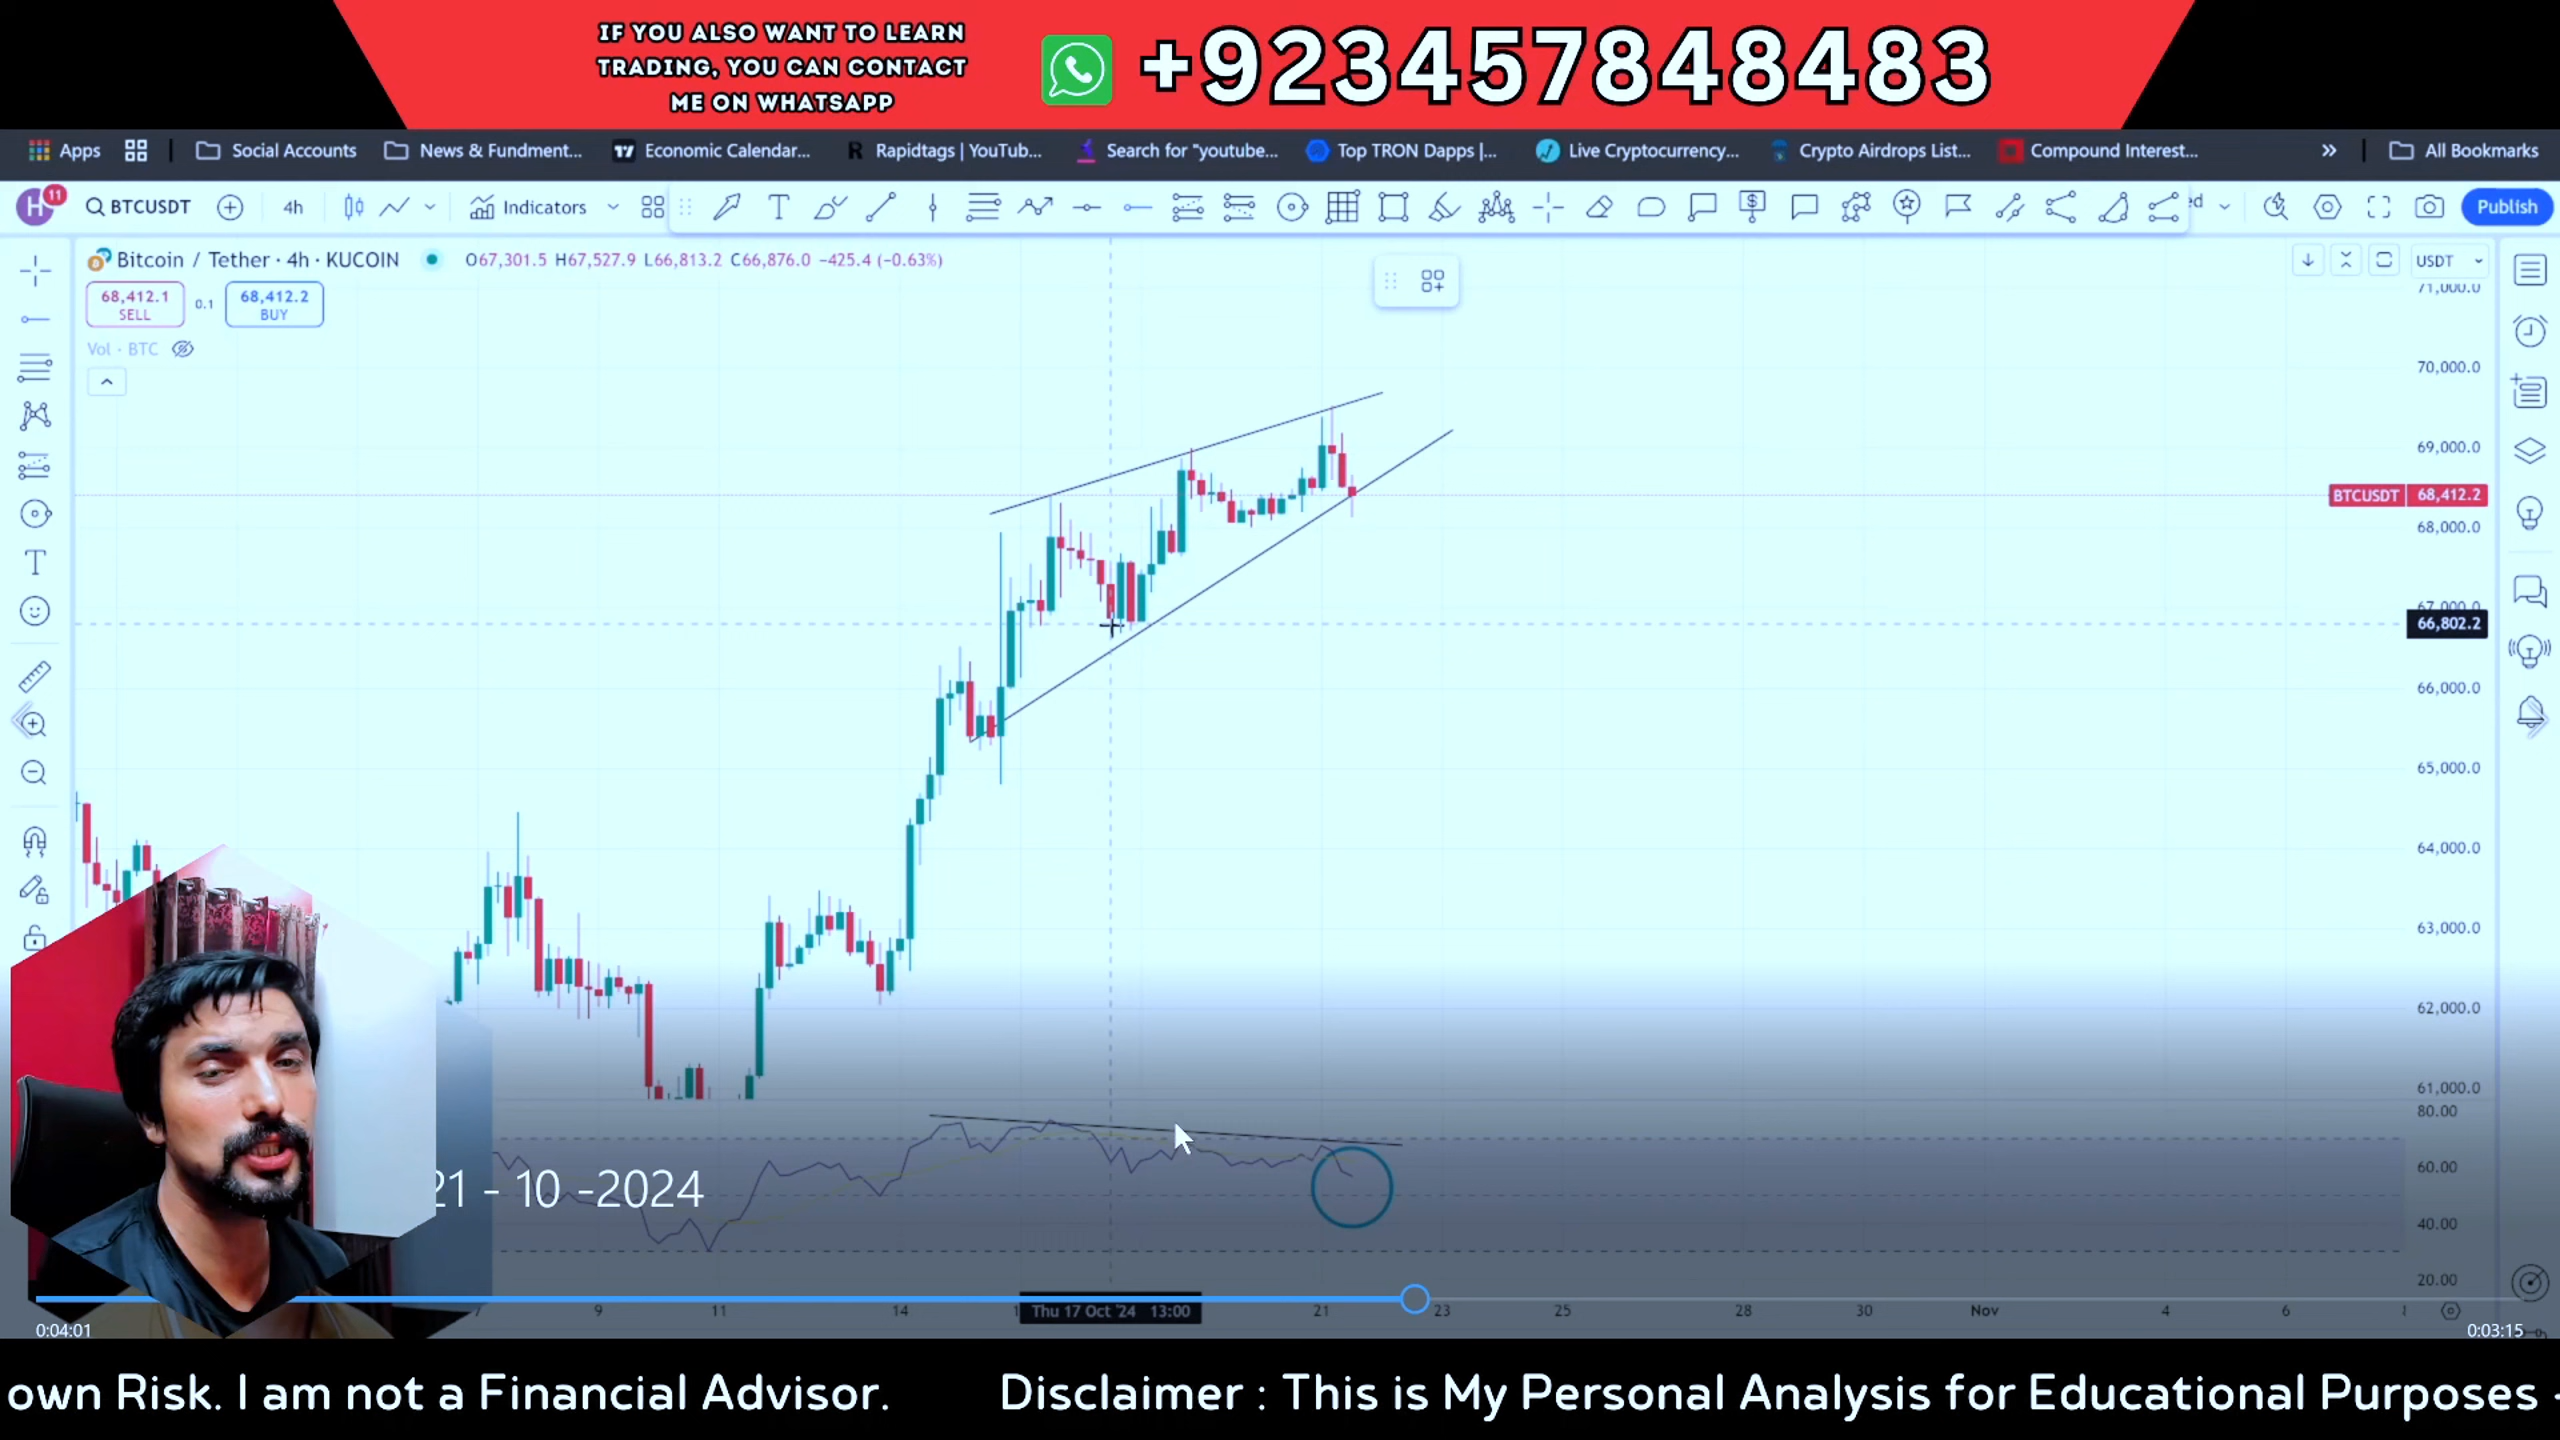 IF YOU ALSO WANT TO LEARN
TRADING, YOU CAN CONTACT
ME ON WHATSAPP
+923457848483
Apps Social Accounts News & Fundment... Economic Calendar... Rapidtags | YouTub... Search for "youtube... Top TRON Dapps |... Live Cryptocurrency... Crypto Airdrops List... Compound Interest... » All Bookmarks
H 11 BTCUSDT 4h Indicators Publish
Bitcoin / Tether · 4h · KUCOIN O67,301.5 H67,527.9 L66,813.2 C66,876.0 −425.4 (−0.63%)
USDT
68,412.1
SELL
0.1
68,412.2
BUY
Vol · BTC
71,000.0
70,000.0
69,000.0
BTCUSDT 68,412.2
68,000.0
67,000.0
66,802.2
66,000.0
65,000.0
64,000.0
63,000.0
62,000.0
61,000.0
80.00
60.00
40.00
20.00
21 - 10 -2024
7 9 11 14 Thu 17 Oct '24 13:00 21 23 25 28 30 Nov 4 6
0:04:01
0:03:15
own Risk. I am not a Financial Advisor. Disclaimer : This is My Personal Analysis for Educational Purposes -